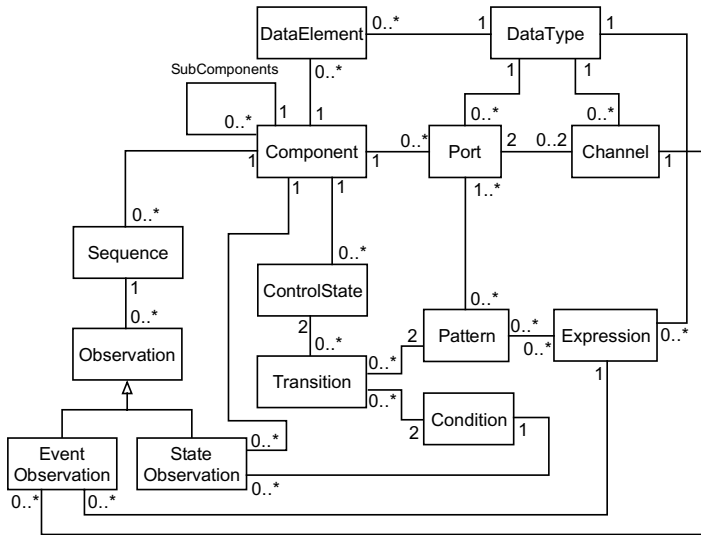 0..* 1
DataElement DataType
0..* 1 1 1
SubComponents
1 1 0..* 0..*
0..*
Component 0..* Port 2 0..2 Channel
1 1 1
1 1 1..*
0..*
Sequence
0..*
ControlState
1 0..*
2 Pattern 0..* Expression
0..* 0..* 2 0..* 0..*
Observation
Transition 0..* 1
0..* Condition
2 1
Event
Observation
State
Observation
0..*
0..* 0..* 0..*